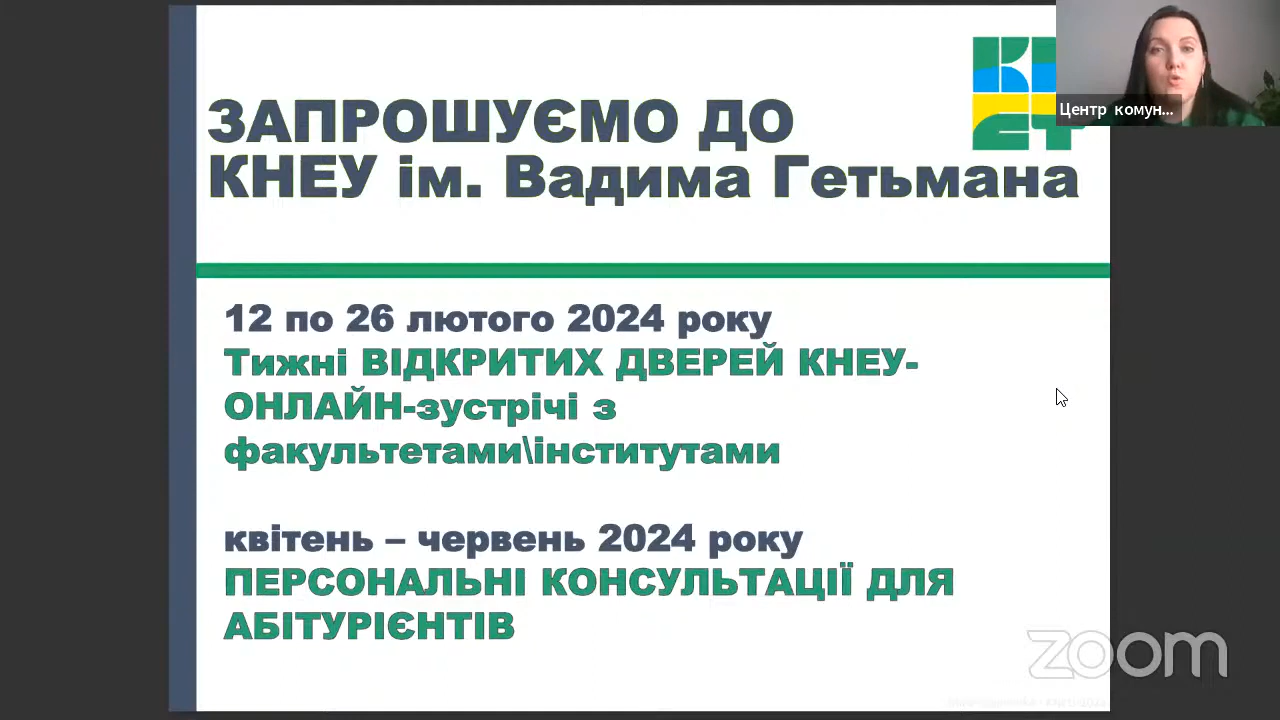 ЗАПРОШУЄМО ДО
КНЕУ ім. Вадима Гетьмана
Центр комун...
12 по 26 лютого 2024 року
Тижні ВІДКРИТИХ ДВЕРЕЙ КНЕУ-
ОНЛАЙН-зустрічі з
факультетами\інститутами
квітень – червень 2024 року
ПЕРСОНАЛЬНІ КОНСУЛЬТАЦІЇ ДЛЯ
АБІТУРІЄНТІВ
zoom